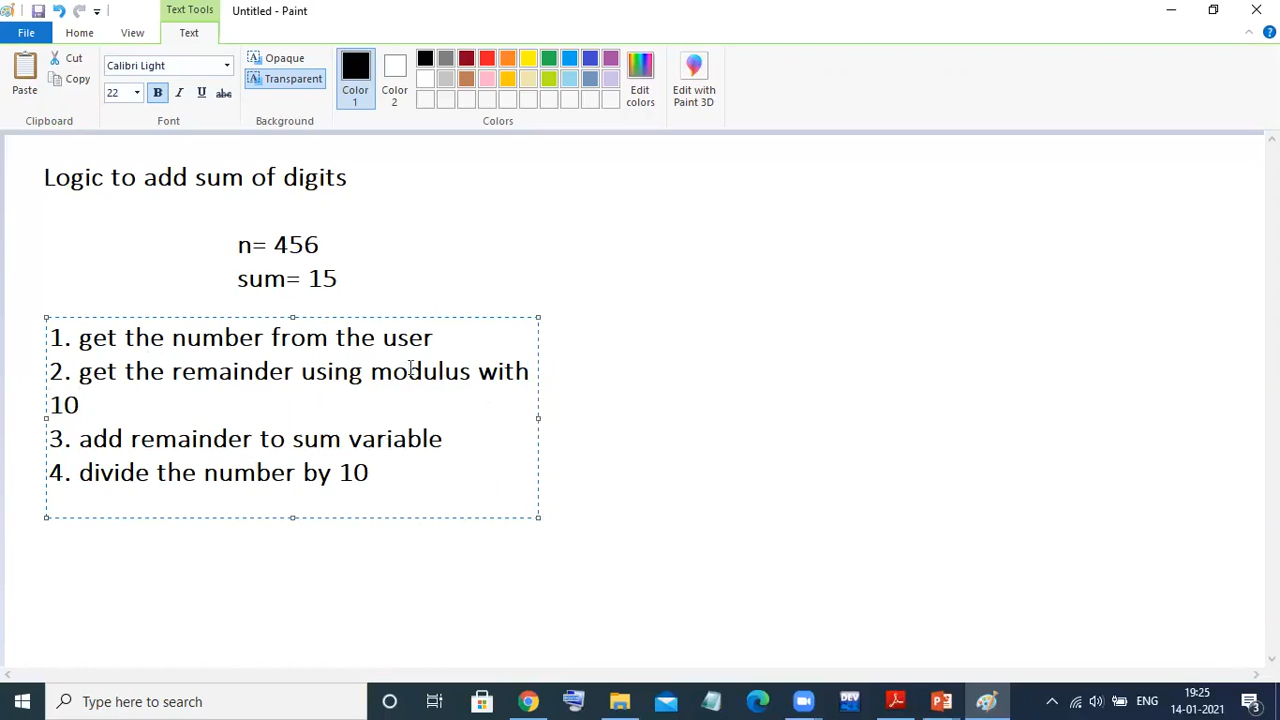 Text Tools
Untitled - Paint
File
Home
View
Text
Paste
Cut
Copy
Clipboard
Calibri Light
22
B
I
U
abc
Font
Opaque
Transparent
Background
Color 1
Color 2
Edit colors
Colors
Edit with Paint 3D
Logic to add sum of digits
n= 456
sum= 15
1. get the number from the user
2. get the remainder using modulus with
10
3. add remainder to sum variable
4. divide the number by 10
Type here to search
DEV
ENG
19:25
14-01-2021
3